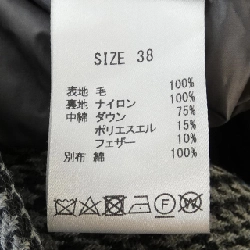 SIZE 38
表地 毛 100%
裏地 ナイロン 100%
中綿 ダウン 75%
ポリエステル 15%
フェザー 10%
別布 綿 100%